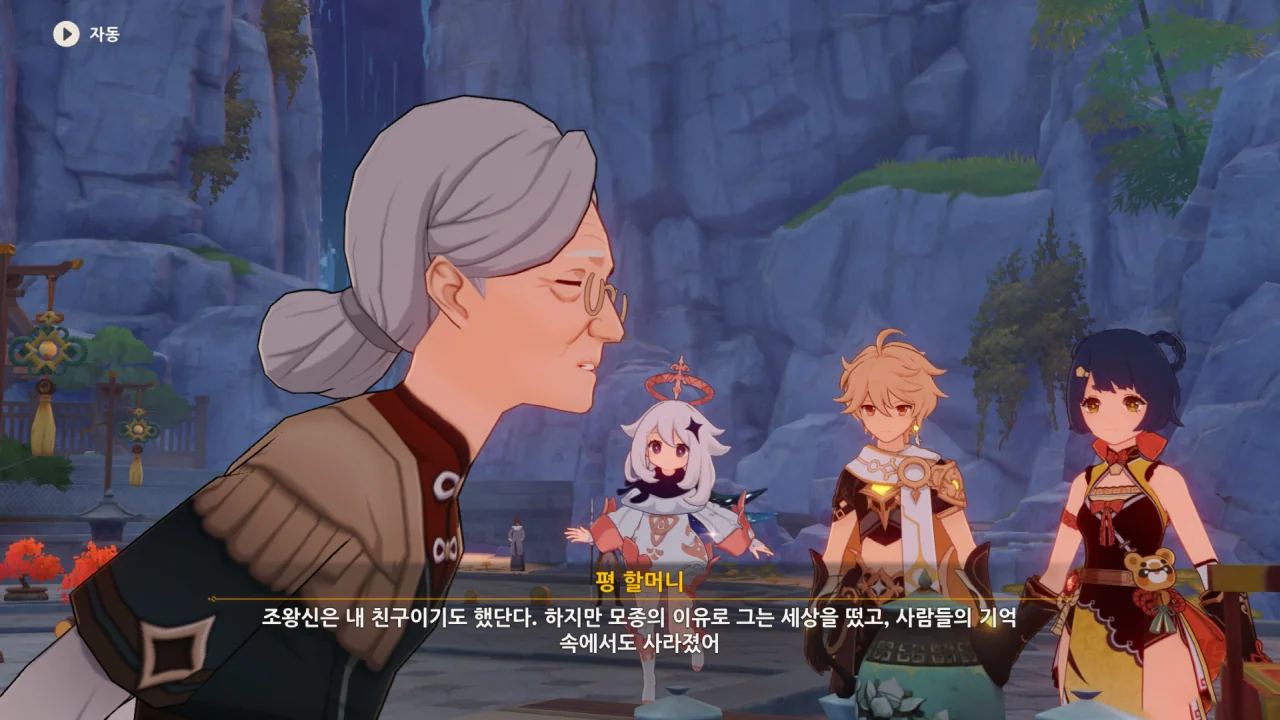 자동
평 할머니
조왕신은 내 친구이기도 했단다. 하지만 모종의 이유로 그는 세상을 떴고, 사람들의 기억
속에서도 사라졌어